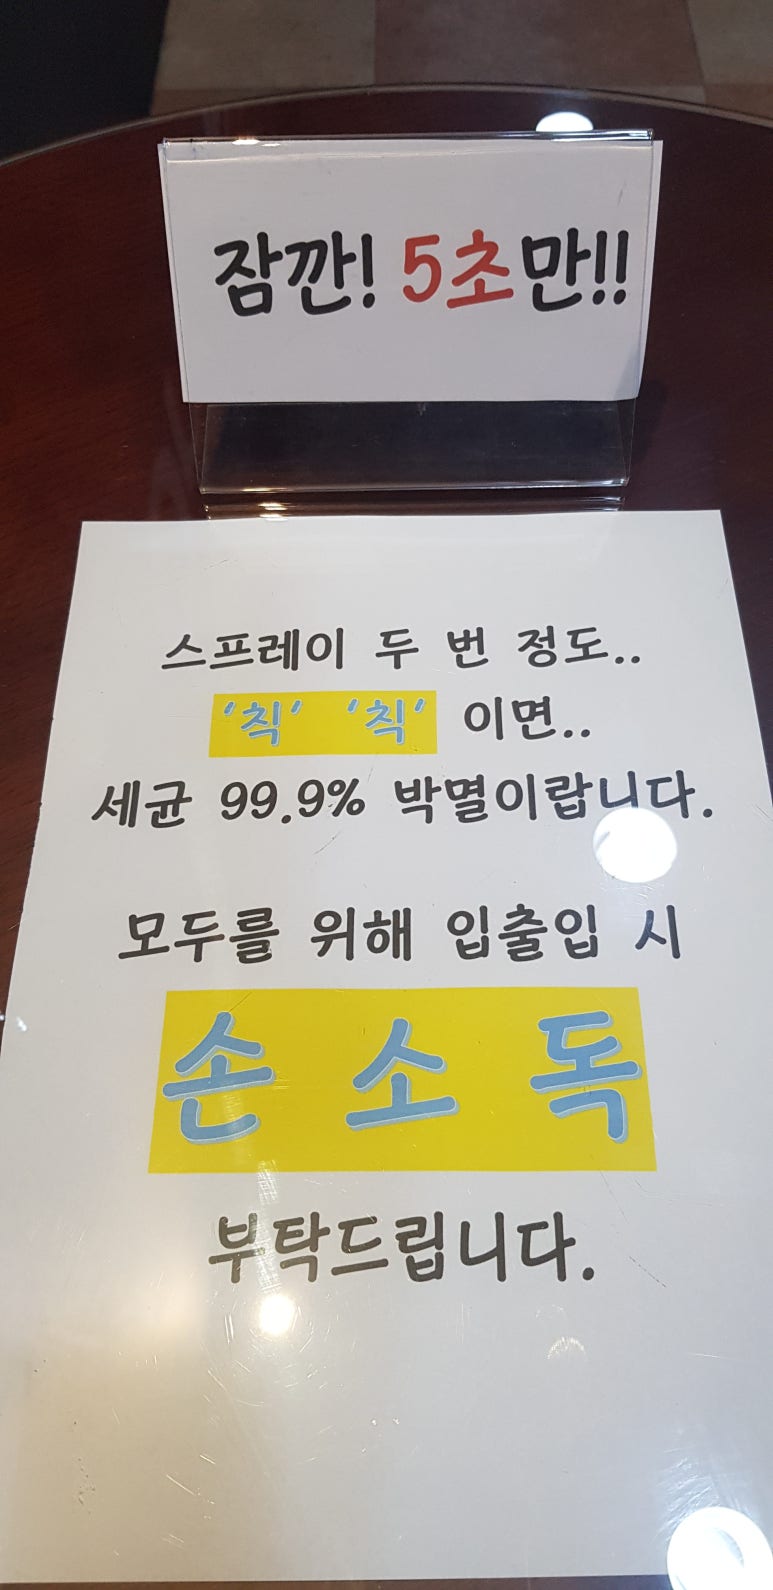 잠깐! 5초만!!
스프레이 두 번 정도..
'칙' '칙' 이면..
세균 99.9% 박멸이랍니다.
모두를 위해 입출입 시
손 소 독
부탁드립니다.